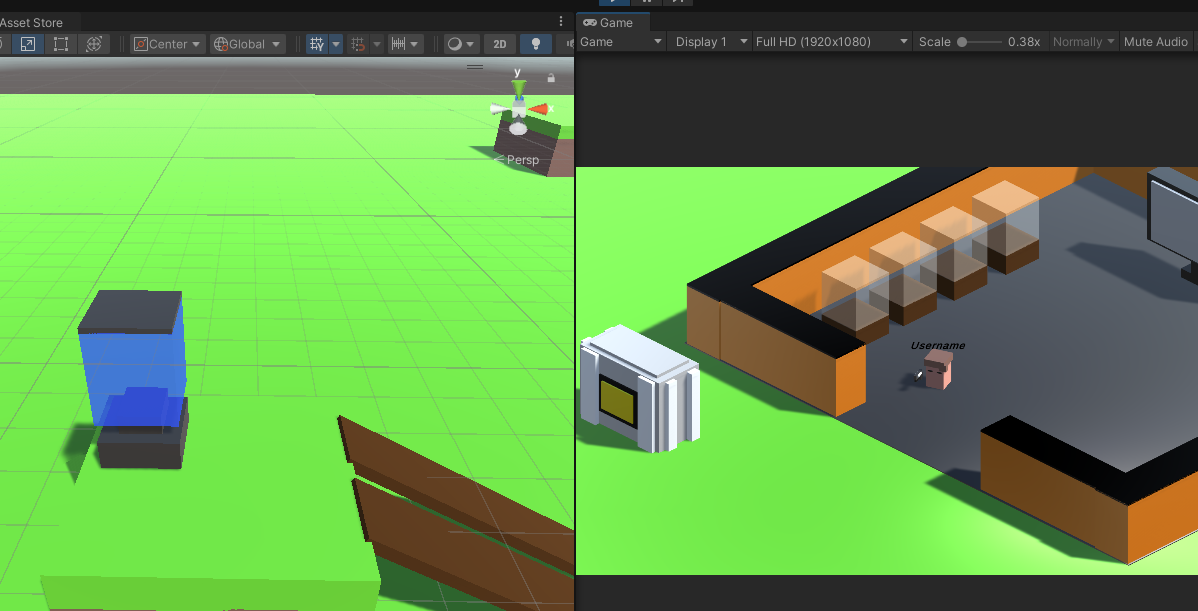 Asset Store
Game
Center
Global
2D
Game
Display 1
Full HD (1920x1080)
Scale
0.38x
Normally
Mute Audio
y
x
Persp
Username